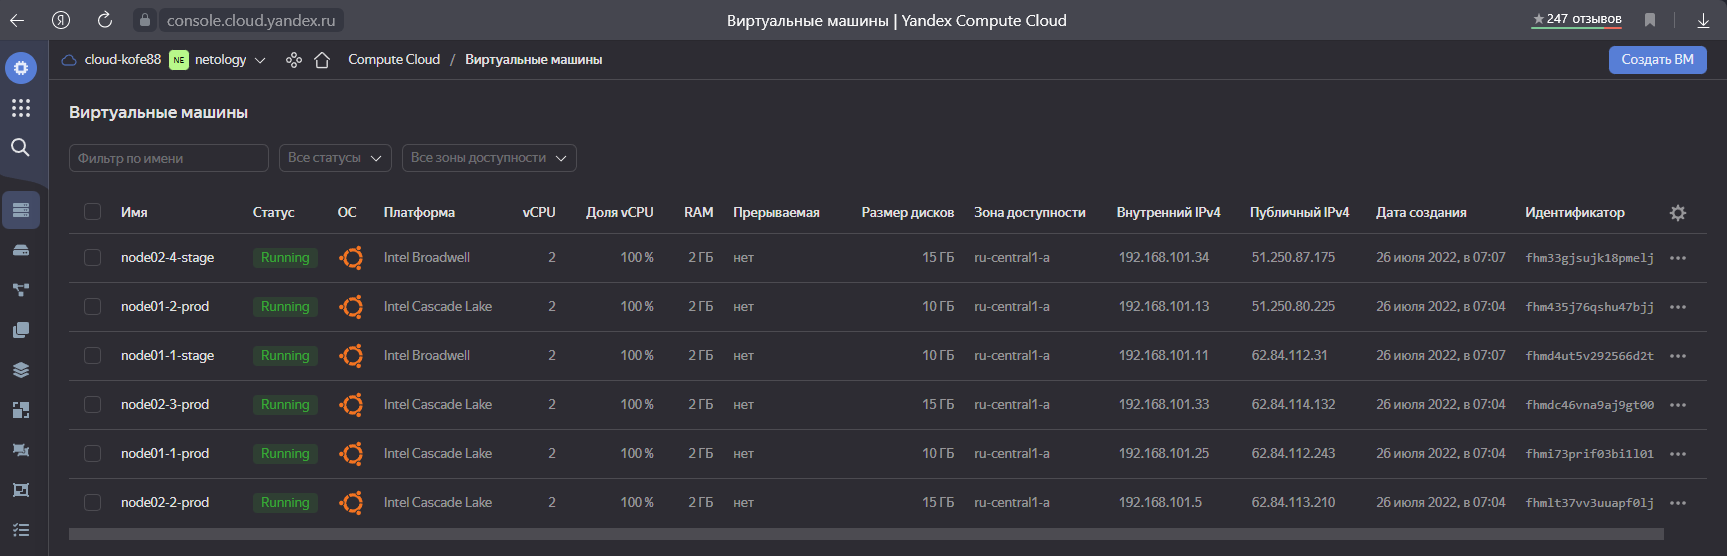 console.cloud.yandex.ru Виртуальные машины | Yandex Compute Cloud ★247 отзывов
cloud-kofe88 NE netology Compute Cloud / Виртуальные машины Создать ВМ
Виртуальные машины
Фильтр по имени Все статусы Все зоны доступности
Имя Статус ОС Платформа vCPU Доля vCPU RAM Прерываемая Размер дисков Зона доступности Внутренний IPv4 Публичный IPv4 Дата создания Идентификатор
node02-4-stage Running Intel Broadwell 2 100 % 2 ГБ нет 15 ГБ ru-central1-a 192.168.101.34 51.250.87.175 26 июля 2022, в 07:07 fhm33gjsujk18pmelj
node01-2-prod Running Intel Cascade Lake 2 100 % 2 ГБ нет 10 ГБ ru-central1-a 192.168.101.13 51.250.80.225 26 июля 2022, в 07:04 fhm435j76qshu47bjj
node01-1-stage Running Intel Broadwell 2 100 % 2 ГБ нет 10 ГБ ru-central1-a 192.168.101.11 62.84.112.31 26 июля 2022, в 07:07 fhmd4ut5v292566d2t
node02-3-prod Running Intel Cascade Lake 2 100 % 2 ГБ нет 15 ГБ ru-central1-a 192.168.101.33 62.84.114.132 26 июля 2022, в 07:04 fhmdc46vna9aj9gt00
node01-1-prod Running Intel Cascade Lake 2 100 % 2 ГБ нет 10 ГБ ru-central1-a 192.168.101.25 62.84.112.243 26 июля 2022, в 07:04 fhmi73prif03bi1l01
node02-2-prod Running Intel Cascade Lake 2 100 % 2 ГБ нет 15 ГБ ru-central1-a 192.168.101.5 62.84.113.210 26 июля 2022, в 07:04 fhmlt37vv3uuapf0lj